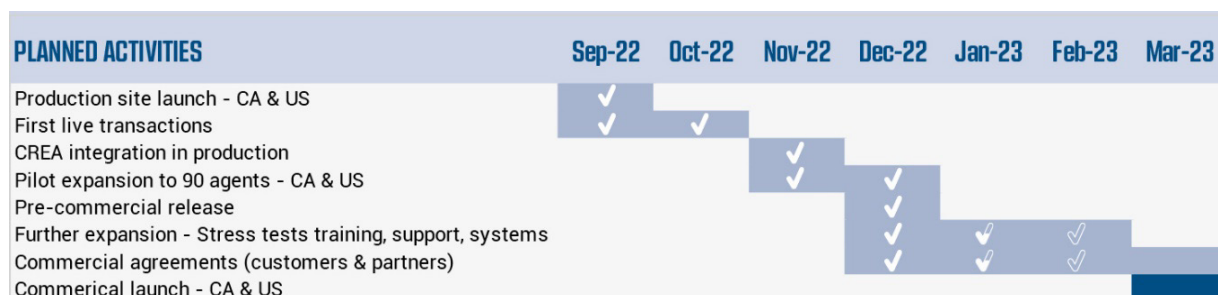 PLANNED ACTIVITIES Sep-22 Oct-22 Nov-22 Dec-22 Jan-23 Feb-23 Mar-23
Production site launch - CA & US
First live transactions
CREA integration in production
Pilot expansion to 90 agents - CA & US
Pre-commercial release
Further expansion - Stress tests training, support, systems
Commercial agreements (customers & partners)
Commerical launch - CA & US